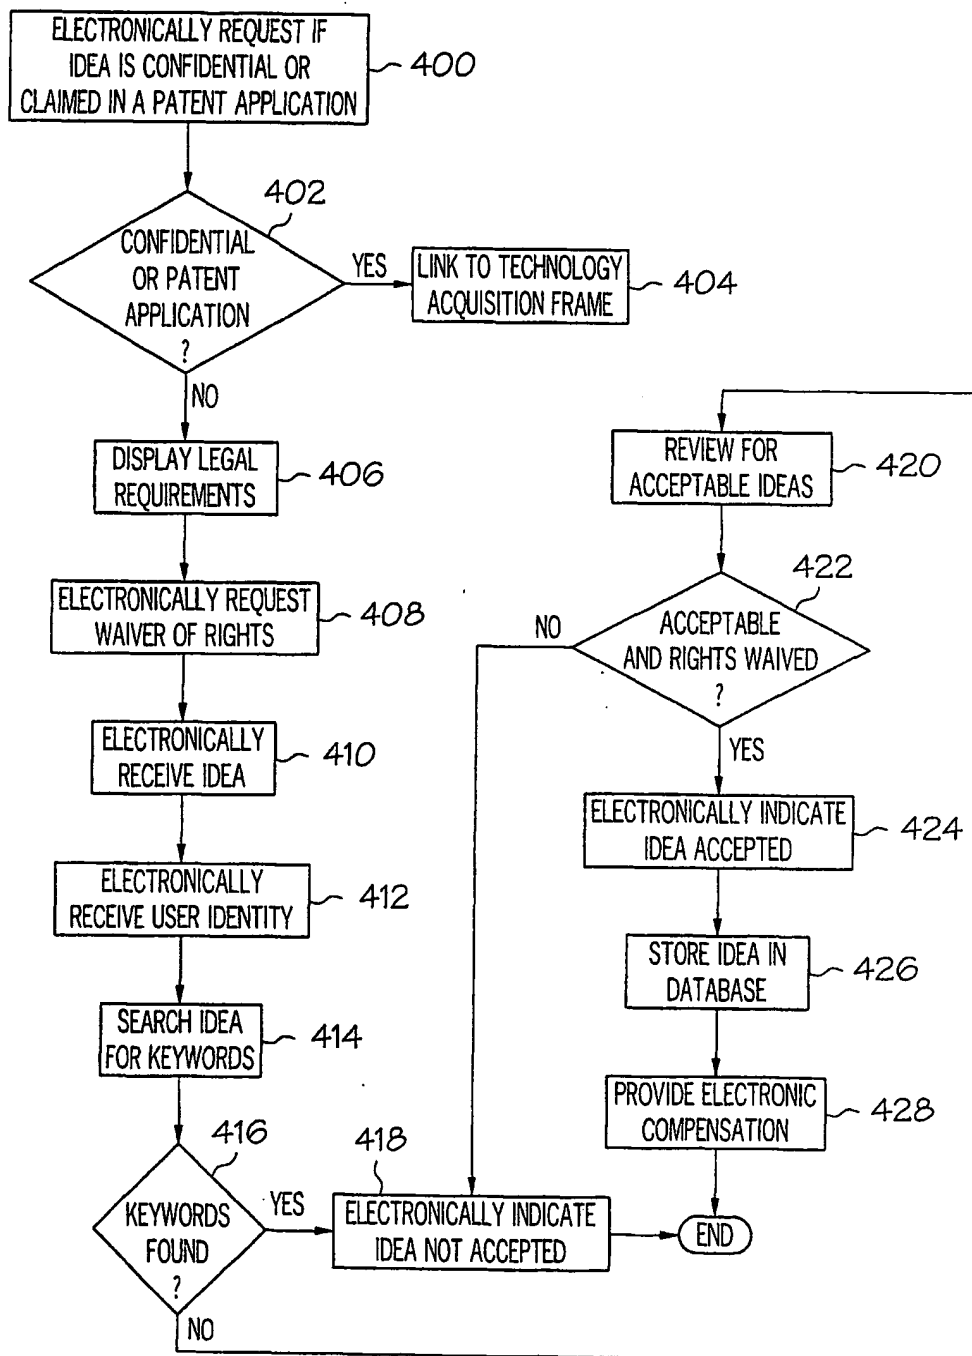 ELECTRONICALLY REQUEST IF
IDEA IS CONFIDENTIAL OR
CLAIMED IN A PATENT APPLICATION
400
402
CONFIDENTIAL
OR PATENT
APPLICATION
?
YES
LINK TO TECHNOLOGY
ACQUISITION FRAME
404
NO
DISPLAY LEGAL
REQUIREMENTS
406
ELECTRONICALLY REQUEST
WAIVER OF RIGHTS
408
ELECTRONICALLY
RECEIVE IDEA
410
ELECTRONICALLY
RECEIVE USER IDENTITY
412
SEARCH IDEA
FOR KEYWORDS
414
416
KEYWORDS
FOUND
?
YES
NO
418
ELECTRONICALLY INDICATE
IDEA NOT ACCEPTED
END
REVIEW FOR
ACCEPTABLE IDEAS
420
422
ACCEPTABLE
AND RIGHTS WAIVED
?
NO
YES
ELECTRONICALLY INDICATE
IDEA ACCEPTED
424
STORE IDEA IN
DATABASE
426
PROVIDE ELECTRONIC
COMPENSATION
428